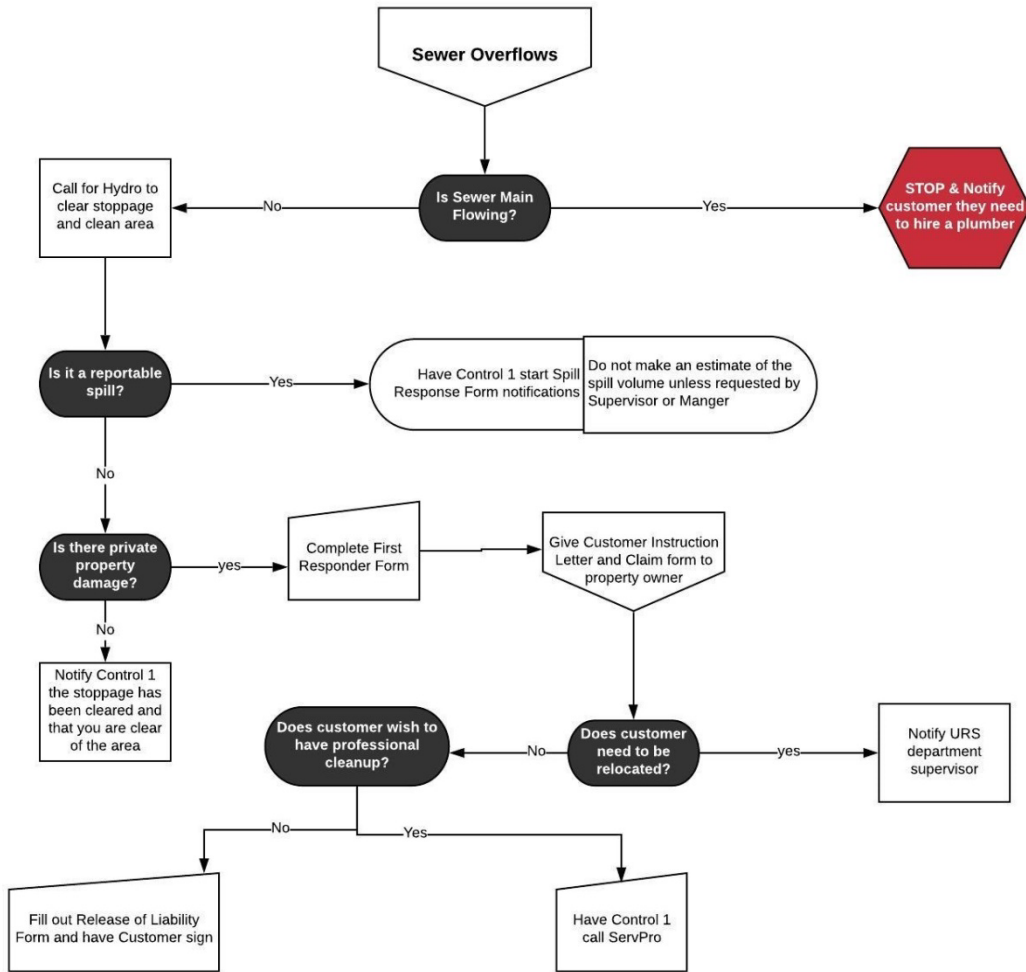 Sewer Overflows
Is Sewer Main
Flowing?
No
Yes
Call for Hydro to
clear stoppage
and clean area
STOP & Notify
customer they need
to hire a plumber
Is it a reportable
spill?
Yes
Have Control 1 start Spill
Response Form notifications
Do not make an estimate of the
spill volume unless requested by
Supervisor or Manger
No
Is there private
property
damage?
yes
Complete First
Responder Form
Give Customer Instruction
Letter and Claim form to
property owner
No
Notify Control 1
the stoppage has
been cleared and
that you are clear
of the area
Does customer wish to
have professional
cleanup?
No
Does customer
need to be
relocated?
yes
Notify URS
department
supervisor
No
Yes
Fill out Release of Liability
Form and have Customer sign
Have Control 1
call ServPro